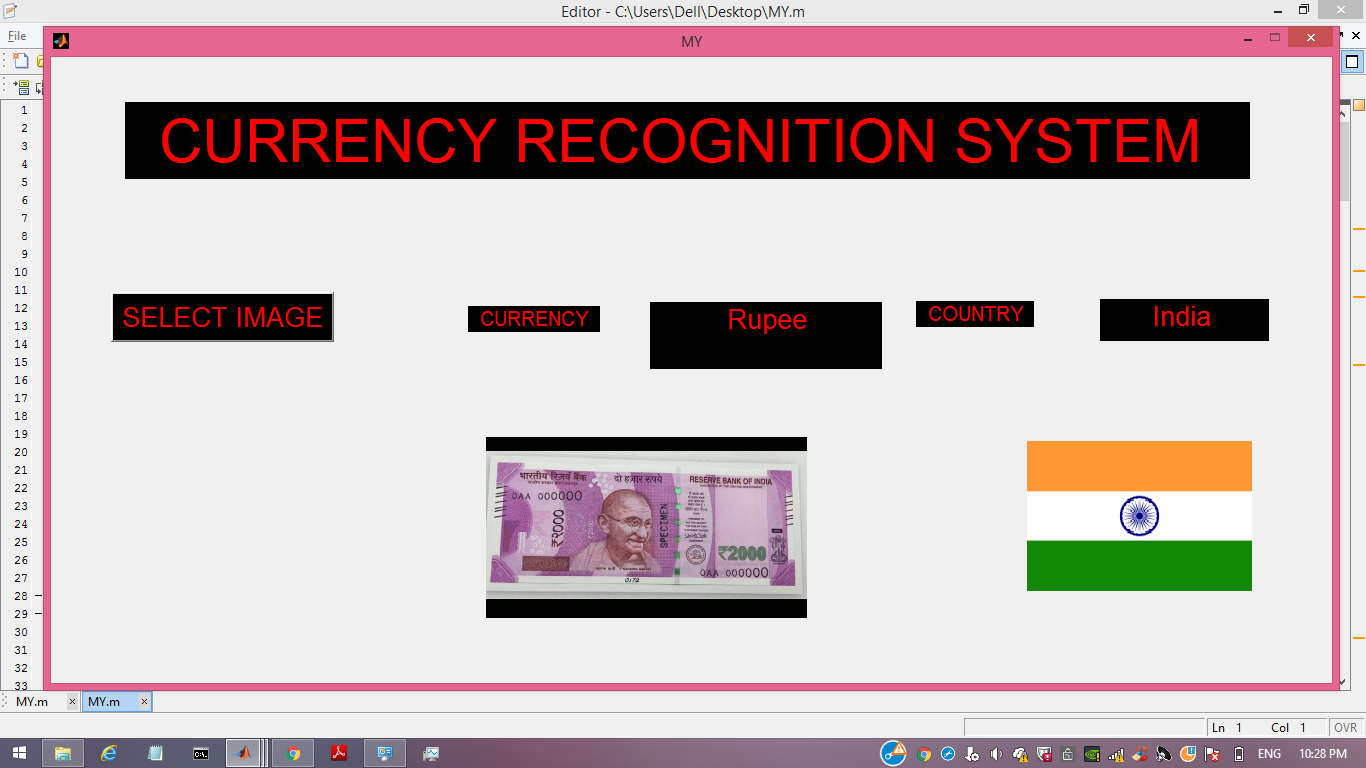 Editor - C:\Users\Dell\Desktop\MY.m
File
MY
CURRENCY RECOGNITION SYSTEM
SELECT IMAGE
CURRENCY
Rupee
COUNTRY
India
भारतीय रिज़र्व बैंक
दो हज़ार रुपये
RESERVE BANK OF INDIA
0AA 000000
₹2000
SPECIMEN
₹2000
0AA 000000
0172
1
2
3
4
5
6
7
8
9
10
11
12
13
14
15
16
17
18
19
20
21
22
23
24
25
26
27
28
29
30
31
32
33
MY.m
MY.m
Ln 1 Col 1 OVR
ENG 10:28 PM